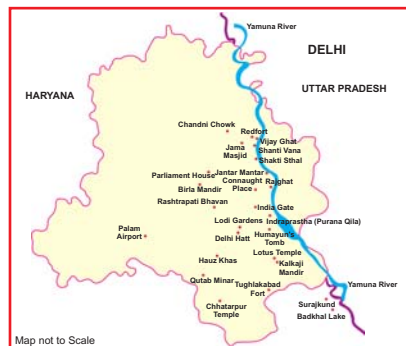 Yamuna River
DELHI
HARYANA
UTTAR PRADESH
Chandni Chowk
Redfort
Vijay Ghat
Jama
Masjid
Shanti Vana
Shakti Sthal
Parliament House
Jantar Mantar
Birla Mandir
Connaught
Place
Rajghat
Rashtrapati Bhavan
India Gate
Lodi Gardens
Indraprastha (Purana Qila)
Palam
Airport
Delhi Hatt
Humayun's
Tomb
Lotus Temple
Hauz Khas
Kalkaji
Mandir
Qutab Minar
Tughlakabad
Fort
Yamuna River
Chhatarpur
Temple
Surajkund
Badkhal Lake
Map not to Scale